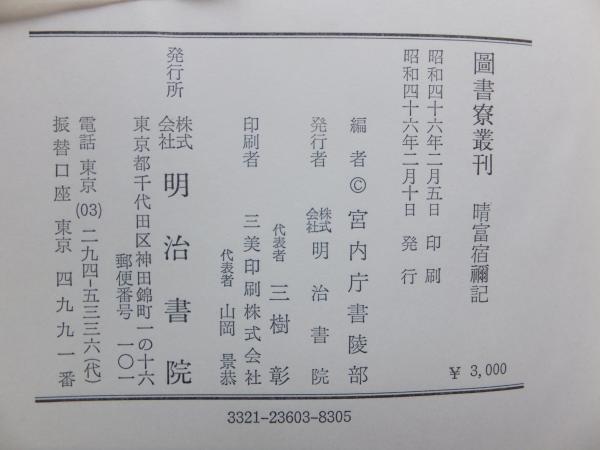 圖書寮叢刊 晴富宿禰記
¥ 3,000
昭和四十六年二月五日 印刷
昭和四十六年二月十日 発行
編者 © 宮内庁書陵部
発行者 株式会社 明治書院
代表者 三樹彰
印刷者 三美印刷株式会社
代表者 山岡景恭
発行所 株式会社 明治書院
東京都千代田区神田錦町一の十六
郵便番号 一〇一
電話 東京 (03) 二九四-五三三六(代)
振替口座 東京 四九九一番
3321-23603-8305